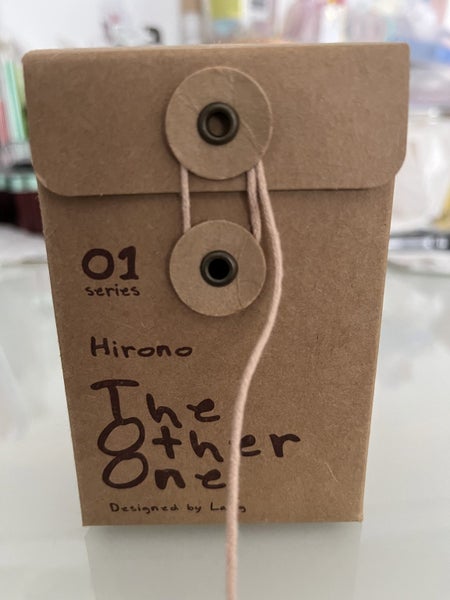 01
series
Hirono
The
Other
One
Designed by